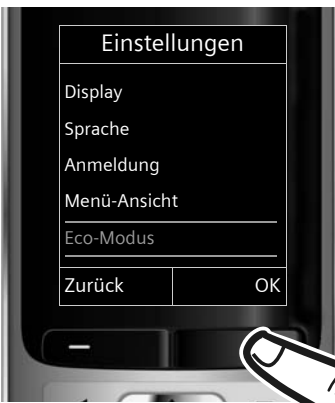 Einstellungen
Display
Sprache
Anmeldung
Menü-Ansicht
Eco-Modus
Zurück OK